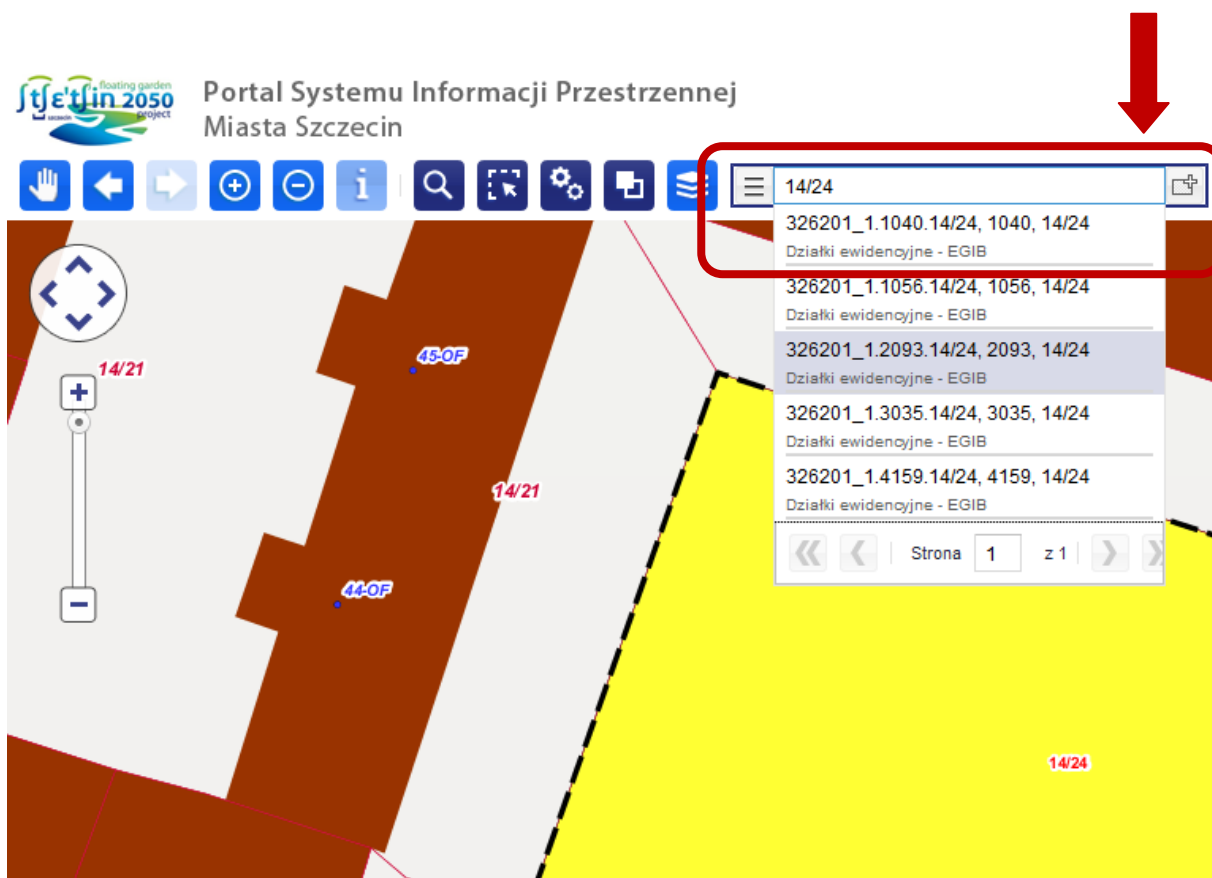 floating garden
ʃtʃɛ'tʃin 2050
szczecin project
Portal Systemu Informacji Przestrzennej
Miasta Szczecin
i
14/24
326201_1.1040.14/24, 1040, 14/24
Działki ewidencyjne - EGIB
326201_1.1056.14/24, 1056, 14/24
Działki ewidencyjne - EGIB
326201_1.2093.14/24, 2093, 14/24
Działki ewidencyjne - EGIB
326201_1.3035.14/24, 3035, 14/24
Działki ewidencyjne - EGIB
326201_1.4159.14/24, 4159, 14/24
Działki ewidencyjne - EGIB
Strona 1 z 1
14/21
45-OF
14/21
44-OF
14/24